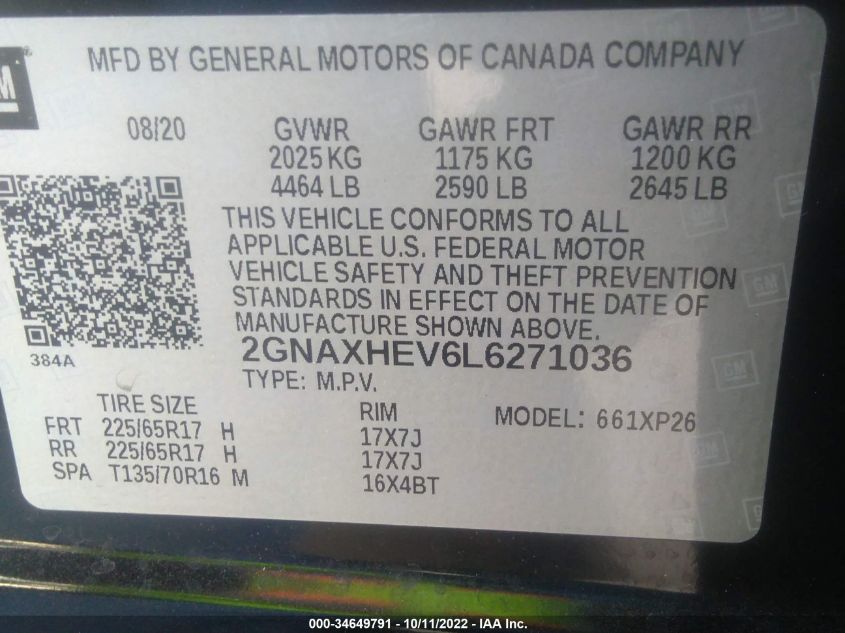 MFD BY GENERAL MOTORS OF CANADA COMPANY
08/20 GVWR GAWR FRT GAWR RR
2025 KG 1175 KG 1200 KG
4464 LB 2590 LB 2645 LB
THIS VEHICLE CONFORMS TO ALL
APPLICABLE U.S. FEDERAL MOTOR
VEHICLE SAFETY AND THEFT PREVENTION
STANDARDS IN EFFECT ON THE DATE OF
MANUFACTURE SHOWN ABOVE.
384A 2GNAXHEV6L6271036
TYPE: M.P.V.
TIRE SIZE RIM MODEL: 661XP26
FRT 225/65R17 H 17X7J
RR 225/65R17 H 17X7J
SPA T135/70R16 M 16X4BT
000-34649791 - 10/11/2022 - IAA Inc.